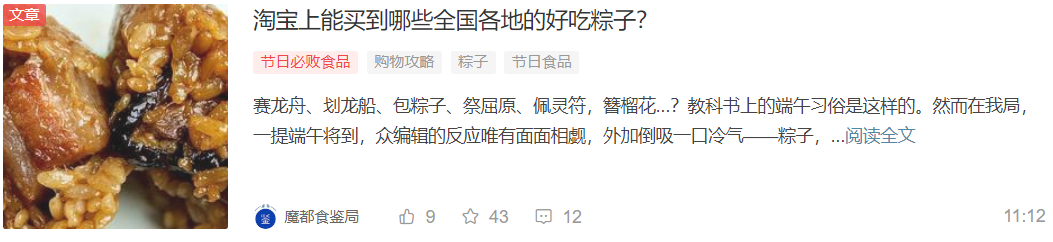 文章
淘宝上能买到哪些全国各地的好吃粽子？
节日必败食品 购物攻略 粽子 节日食品
赛龙舟、划龙船、包粽子、祭屈原、佩灵符，簪榴花…？教科书上的端午习俗是这样的。然而在我局，
一提端午将到，众编辑的反应唯有面面相觑，外加倒吸一口冷气——粽子，...阅读全文
鉴 魔都食鉴局 9 43 12 11:12